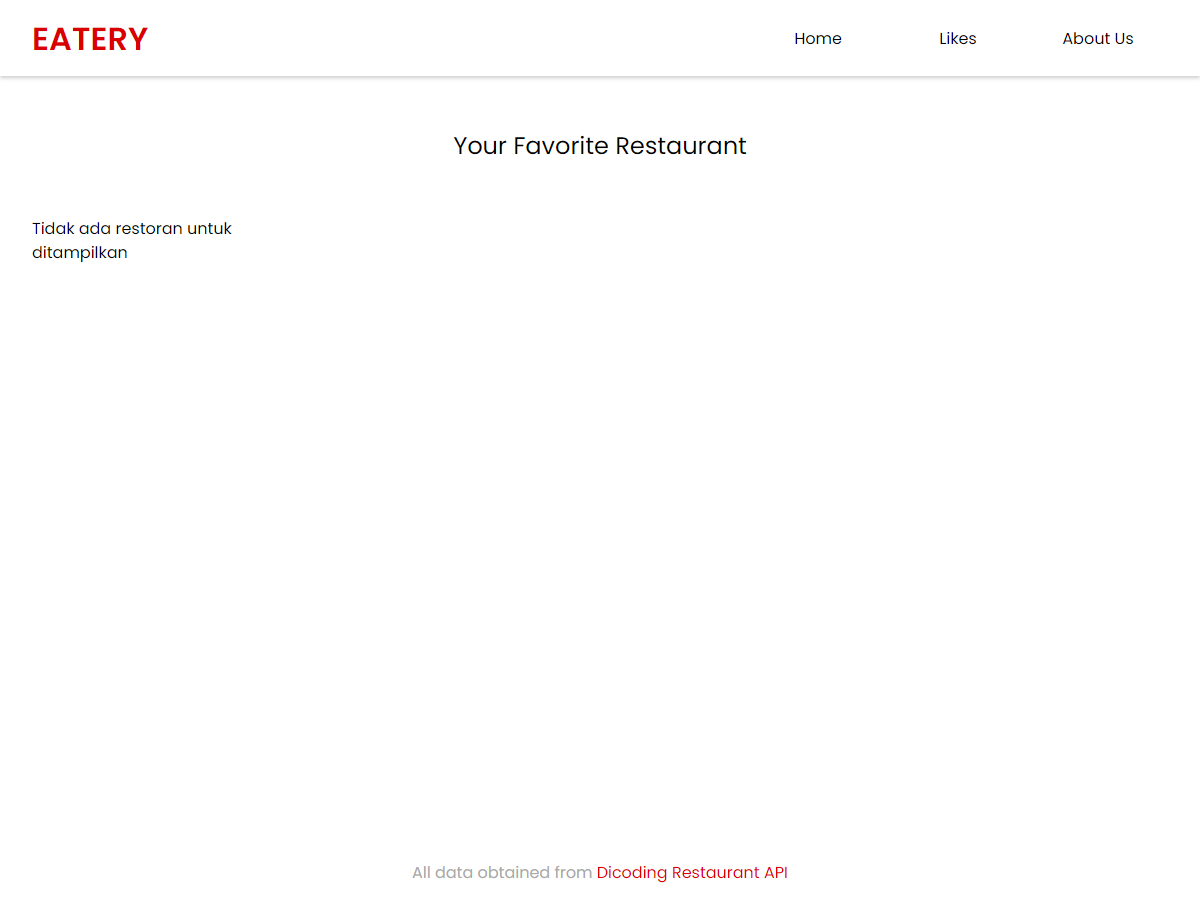 EATERY
Home Likes About Us
Your Favorite Restaurant
Tidak ada restoran untuk
ditampilkan
All data obtained from Dicoding Restaurant API